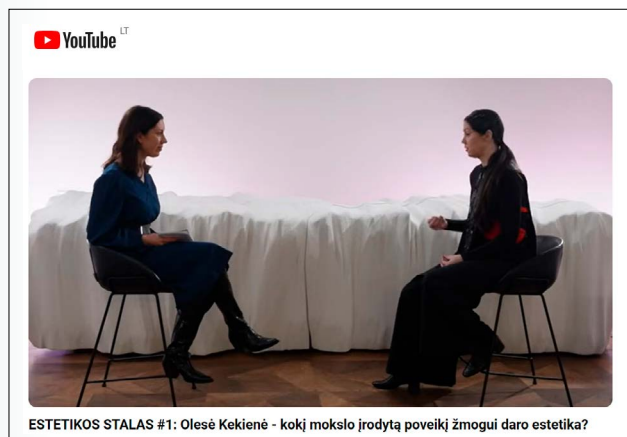 YouTube LT
ESTETIKOS STALAS #1: Olesė Kekienė - kokį mokslo įrodytą poveikį žmogui daro estetika?